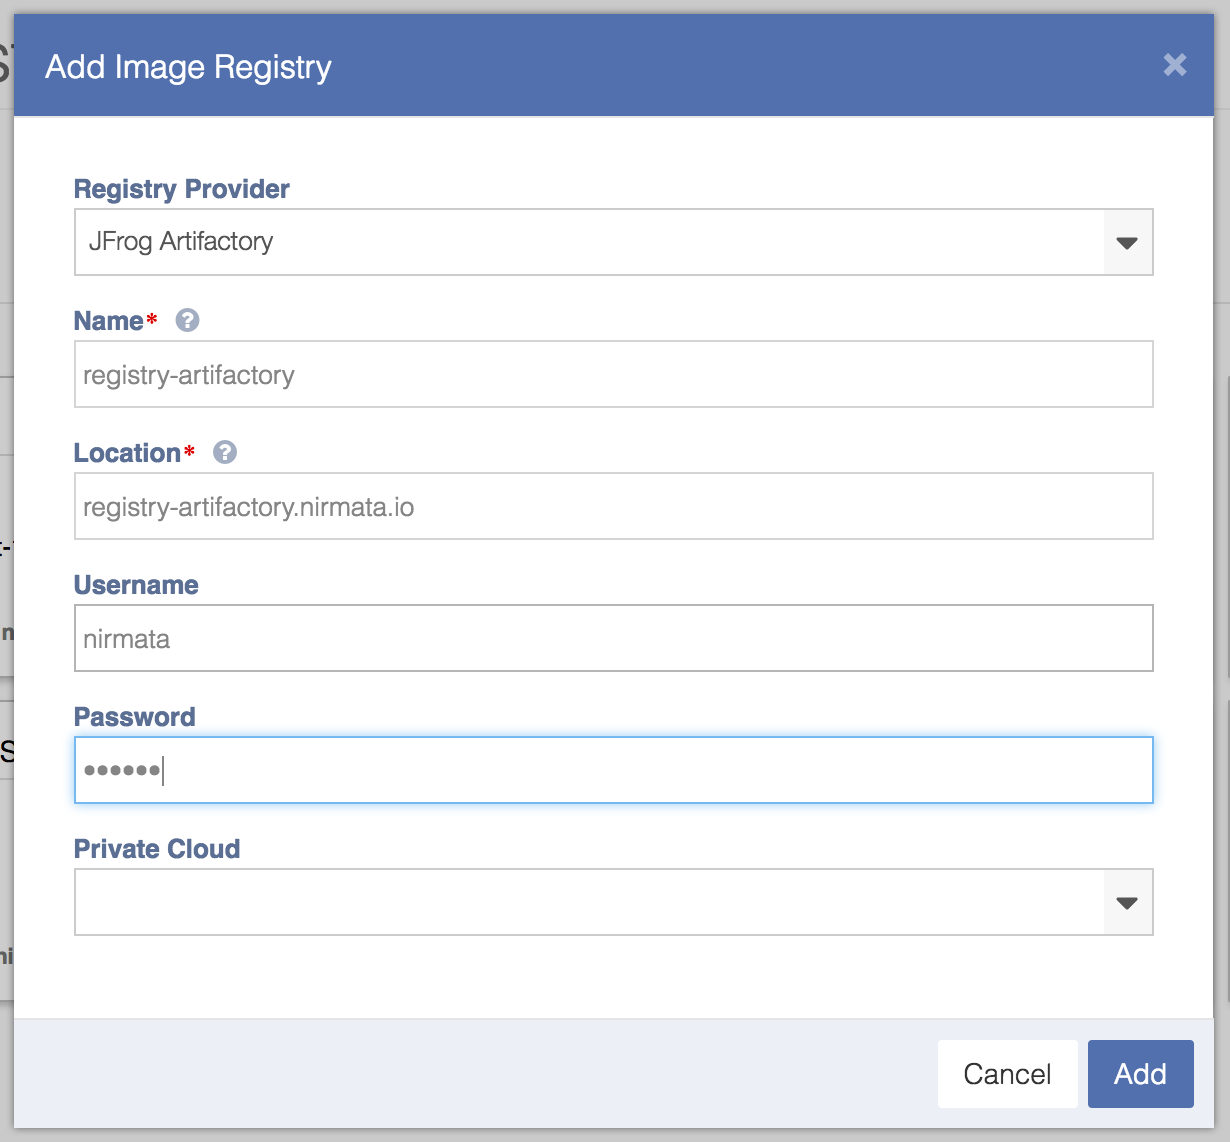 Add Image Registry
Registry Provider
JFrog Artifactory
Name*
registry-artifactory
Location*
registry-artifactory.nirmata.io
Username
nirmata
Password
••••••
Private Cloud
Cancel
Add